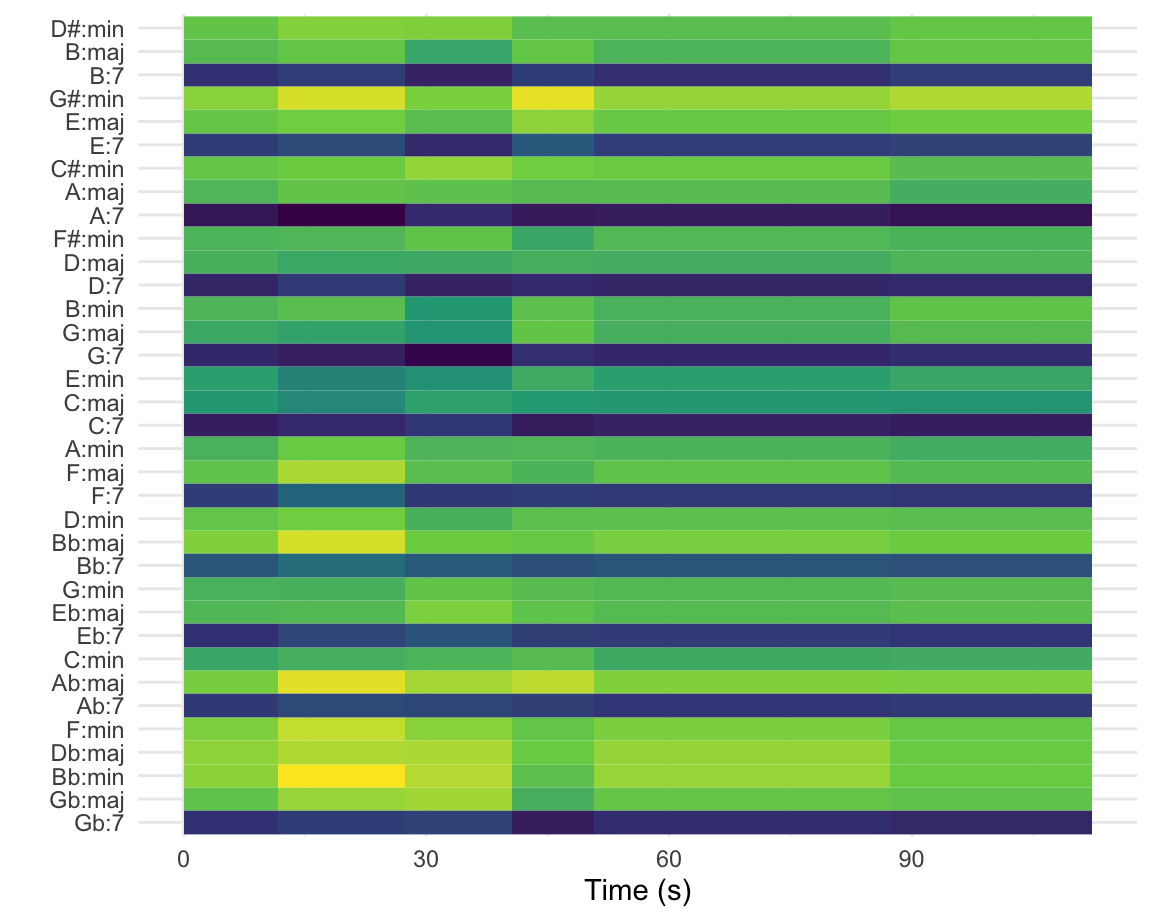 D#:min
B:maj
B:7
G#:min
E:maj
E:7
C#:min
A:maj
A:7
F#:min
D:maj
D:7
B:min
G:maj
G:7
E:min
C:maj
C:7
A:min
F:maj
F:7
D:min
Bb:maj
Bb:7
G:min
Eb:maj
Eb:7
C:min
Ab:maj
Ab:7
F:min
Db:maj
Bb:min
Gb:maj
Gb:7
0 30 60 90
Time (s)